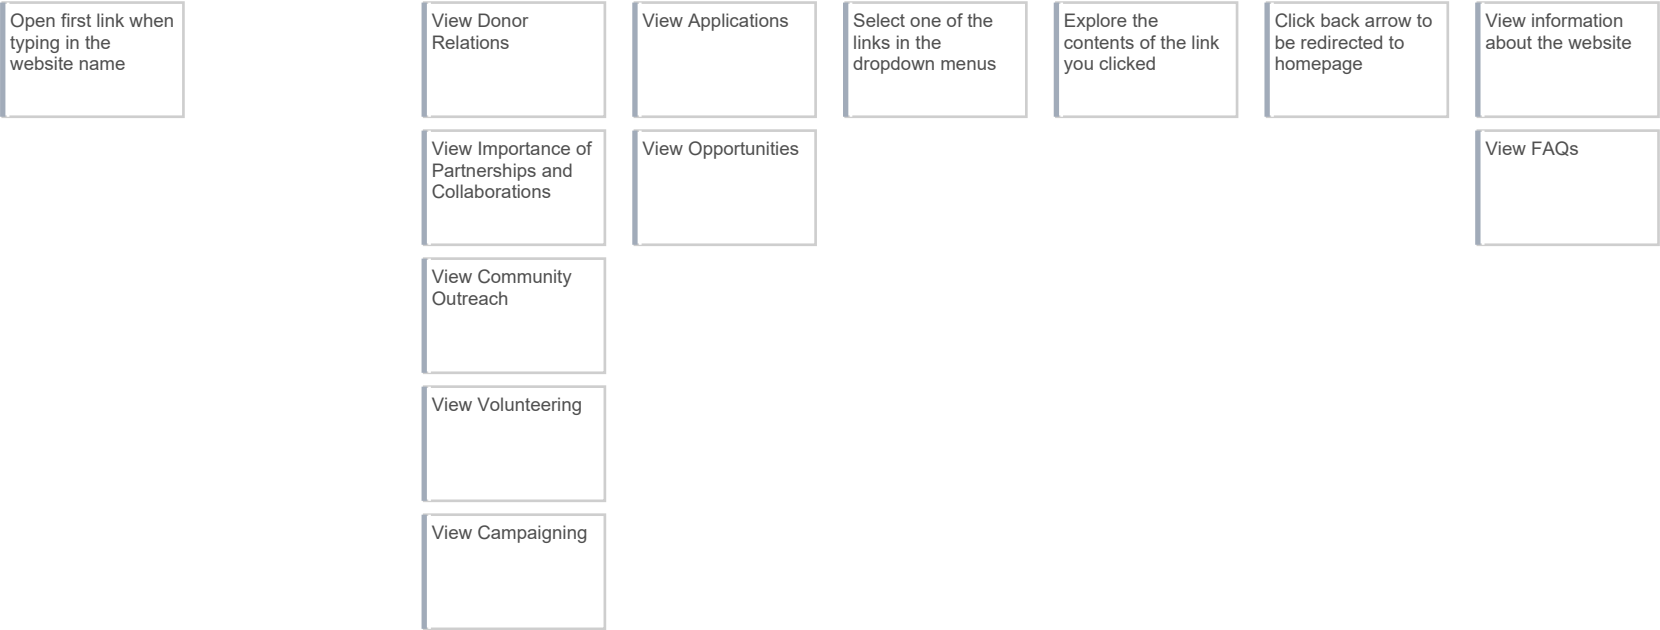 Open first link when
typing in the
website name
View Donor
Relations
View Applications
Select one of the
links in the
dropdown menus
Explore the
contents of the link
you clicked
Click back arrow to
be redirected to
homepage
View information
about the website
View Importance of
Partnerships and
Collaborations
View Opportunities
View FAQs
View Community
Outreach
View Volunteering
View Campaigning